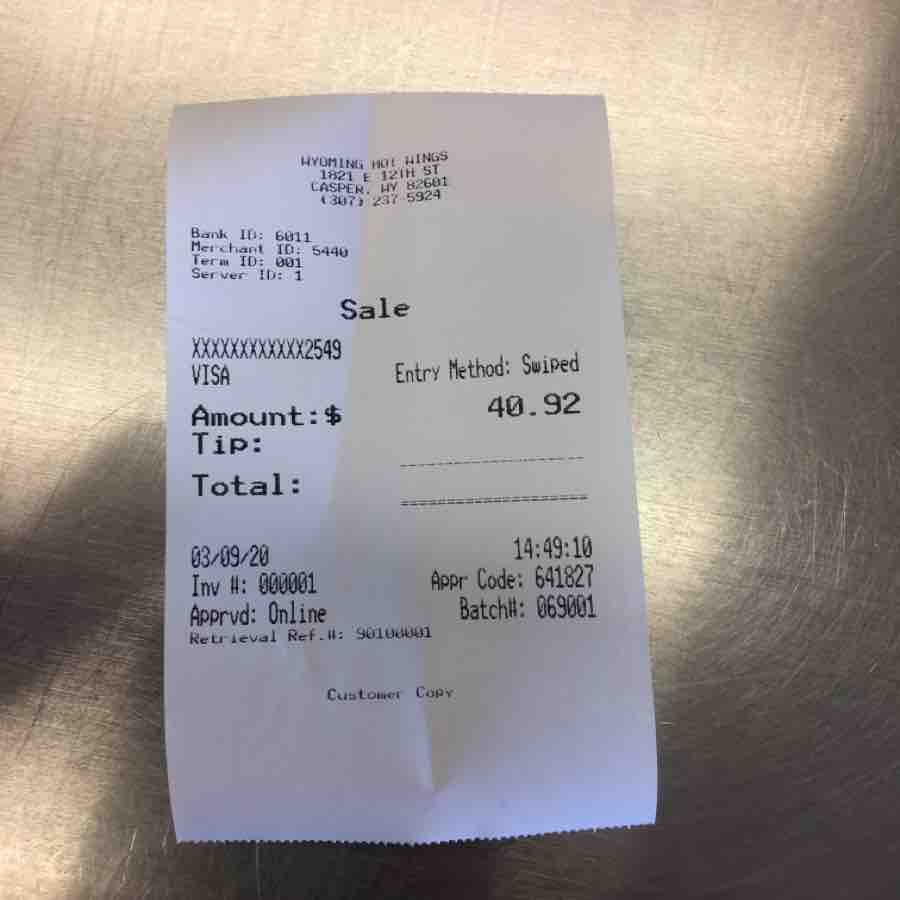 WYOMING HOT WINGS
1821 E 12TH ST
CASPER, WY 82601
(307) 237-5924
Bank ID: 6011
Merchant ID: 5440
Term ID: 001
Server ID: 1
Sale
XXXXXXXXXXXX2549
VISA Entry Method: Swiped
Amount:$ 40.92
Tip:
Total:
03/09/20 14:49:10
Inv #: 000001 Appr Code: 641827
Apprvd: Online Batch#: 069001
Retrieval Ref.#: 90100001
Customer Copy